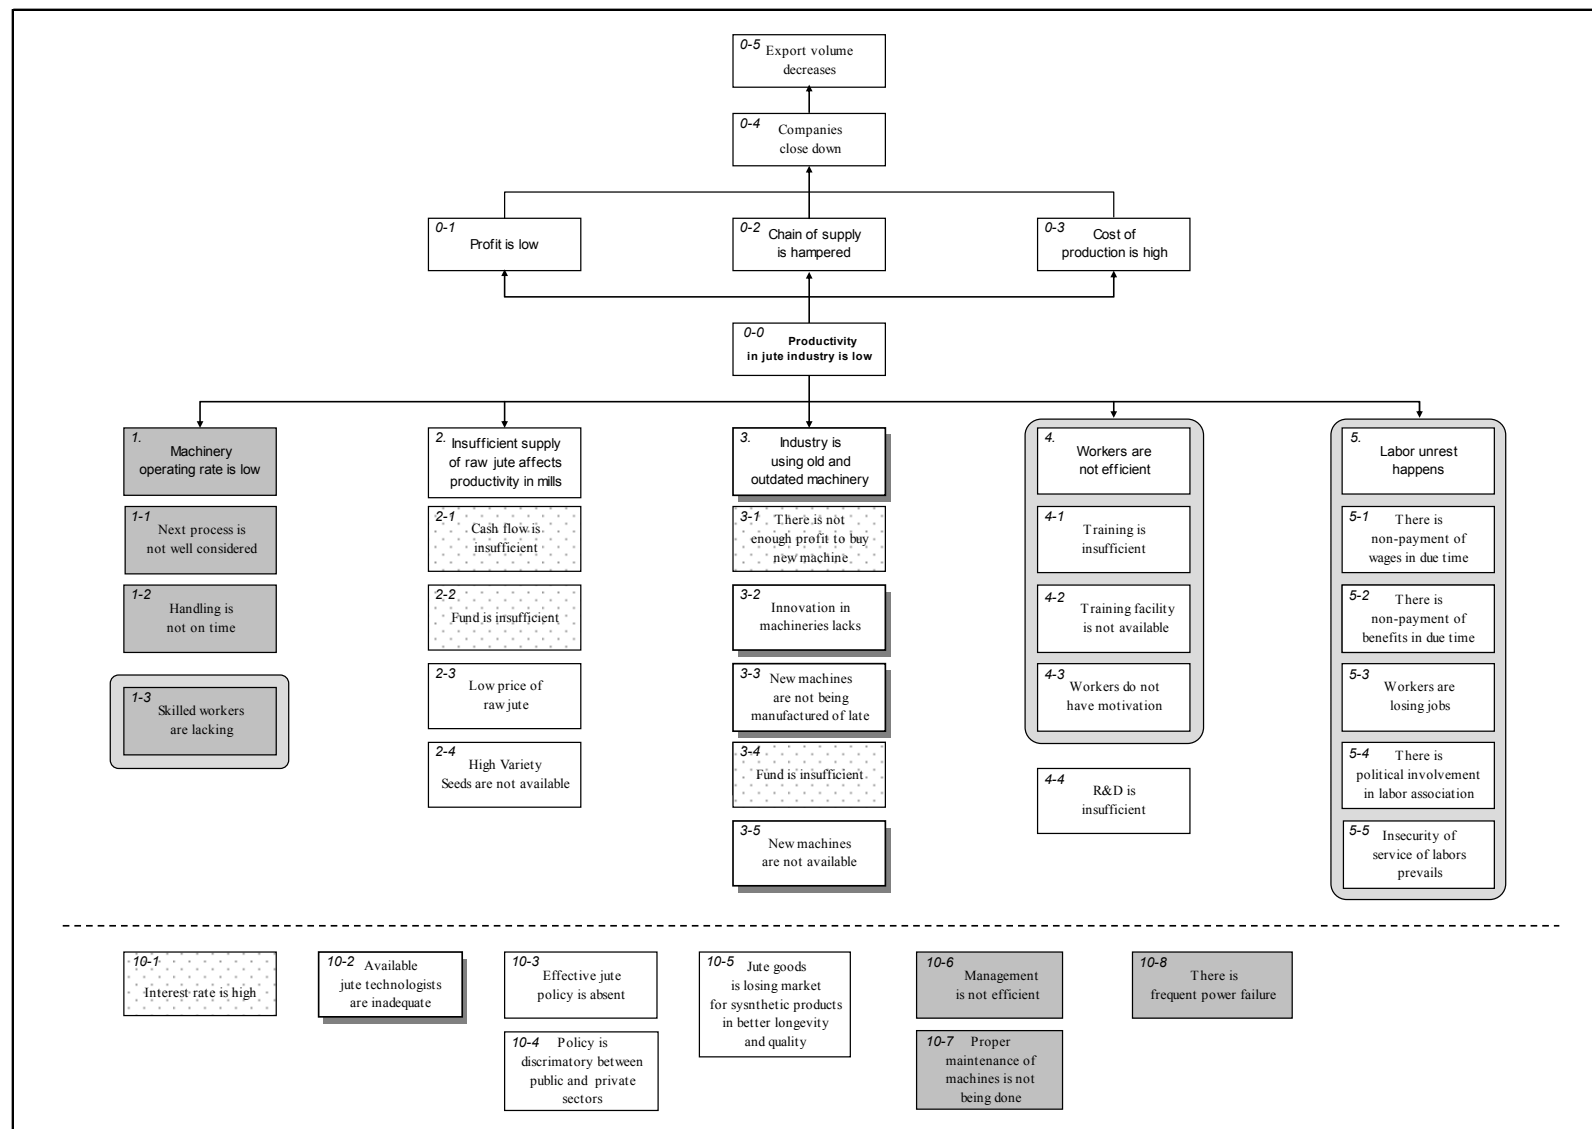 0-5 Export volume
decreases
0-4 Companies
close down
0-1
Profit is low
0-2
Chain of supply
is hampered
0-3 Cost of
production is high
0-0 Productivity
in jute industry is low
1.
Machinery
operating rate is low
2.
Insufficient supply
of raw jute affects
productivity in mills
3.
Industry is
using old and
outdated machinery
4.
Workers are
not efficient
5.
Labor unrest
happens
1-1
Next process is
not well considered
2-1
Cash flow is
insufficient
3-1
There is not
enough profit to buy
new machine
4-1
Training is
insufficient
5-1
There is
non-payment of
wages in due time
1-2
Handling is
not on time
2-2
Fund is insufficient
3-2
Innovation in
machineries lacks
4-2
Training facility
is not available
5-2
There is
non-payment of
benefits in due time
1-3
Skilled workers
are lacking
2-3
Low price of
raw jute
3-3
New machines
are not being
manufactured of late
4-3
Workers do not
have motivation
5-3
Workers are
losing jobs
2-4
High Variety
Seeds are not available
3-4
Fund is insufficient
4-4
R&D is
insufficient
5-4
There is
political involvement
in labor association
3-5
New machines
are not available
5-5
Insecurity of
service of labors
prevails
10-1
Interest rate is high
10-2
Available
jute technologists
are inadequate
10-3
Effective jute
policy is absent
10-4 Policy is
discrimatory between
public and private
sectors
10-5 Jute goods
is losing market
for sysnthetic products
in better longevity
and quality
10-6
Management
is not efficient
10-7 Proper
maintenance of
machines is not
being done
10-8
There is
frequent power failure